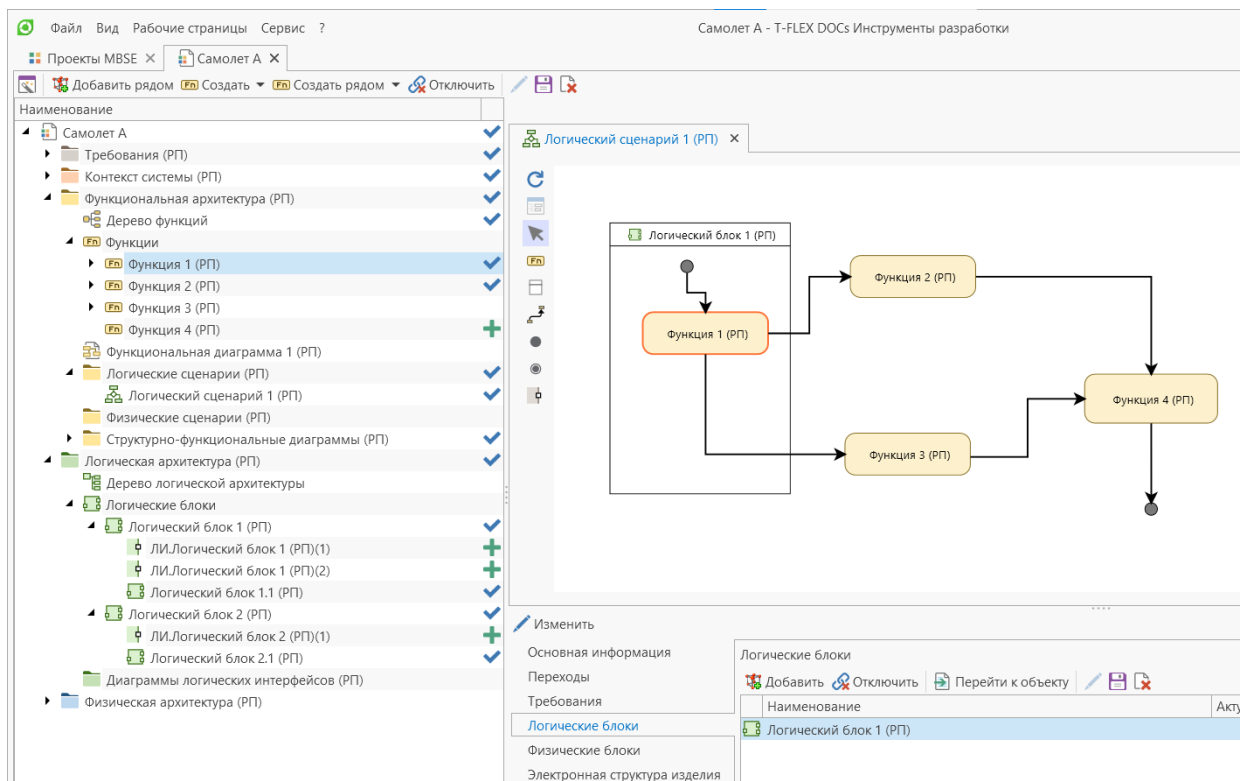 Файл Вид Рабочие страницы Сервис ? Самолет А - T-FLEX DOCs Инструменты разработки
Проекты MBSE Самолет А
Добавить рядом Fn Создать Fn Создать рядом Отключить
Наименование
Самолет А
Требования (РП)
Контекст системы (РП)
Функциональная архитектура (РП)
Дерево функций
Fn Функции
Fn Функция 1 (РП)
Fn Функция 2 (РП)
Fn Функция 3 (РП)
Fn Функция 4 (РП)
Функциональная диаграмма 1 (РП)
Логические сценарии (РП)
Логический сценарий 1 (РП)
Физические сценарии (РП)
Структурно-функциональные диаграммы (РП)
Логическая архитектура (РП)
Дерево логической архитектуры
Логические блоки
Логический блок 1 (РП)
ЛИ.Логический блок 1 (РП)(1)
ЛИ.Логический блок 1 (РП)(2)
Логический блок 1.1 (РП)
Логический блок 2 (РП)
ЛИ.Логический блок 2 (РП)(1)
Логический блок 2.1 (РП)
Диаграммы логических интерфейсов (РП)
Физическая архитектура (РП)
Логический сценарий 1 (РП)
Fn
Логический блок 1 (РП)
Функция 2 (РП)
Функция 1 (РП)
Функция 4 (РП)
Функция 3 (РП)
Изменить
Основная информация
Переходы
Требования
Логические блоки
Физические блоки
Электронная структура изделия
Логические блоки
Добавить Отключить Перейти к объекту
Наименование Акту
Логический блок 1 (РП)